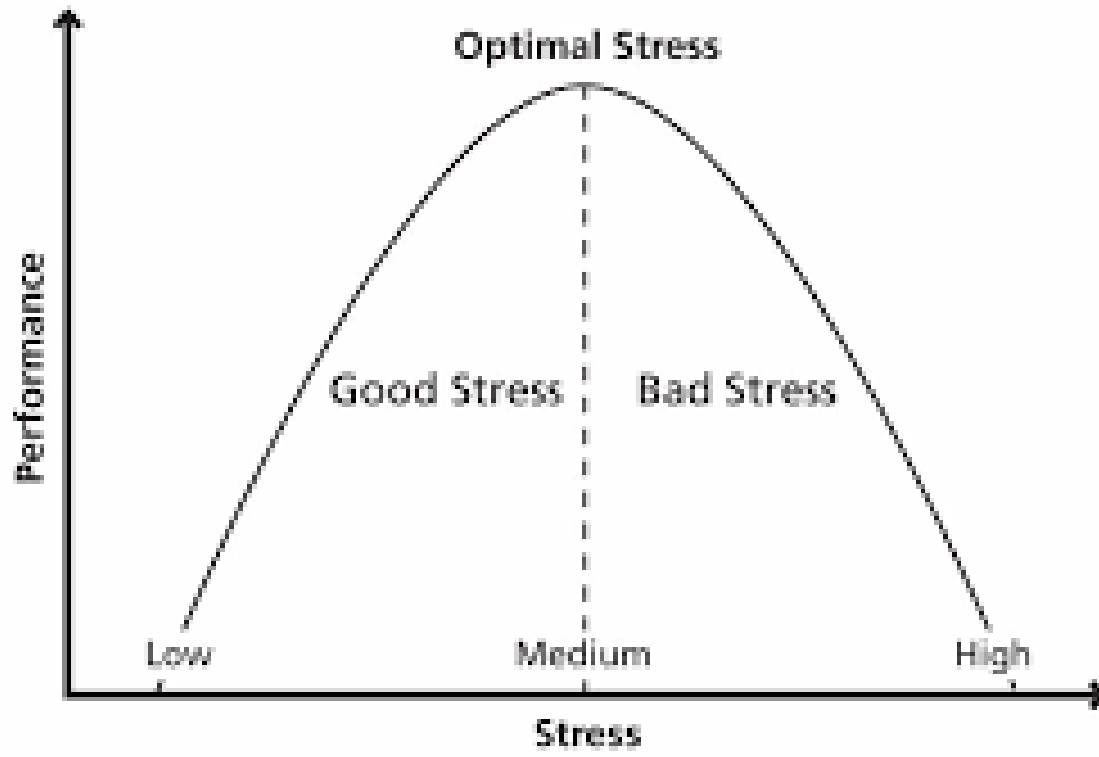 Optimal Stress
Performance
Good Stress
Bad Stress
Low
Medium
High
Stress